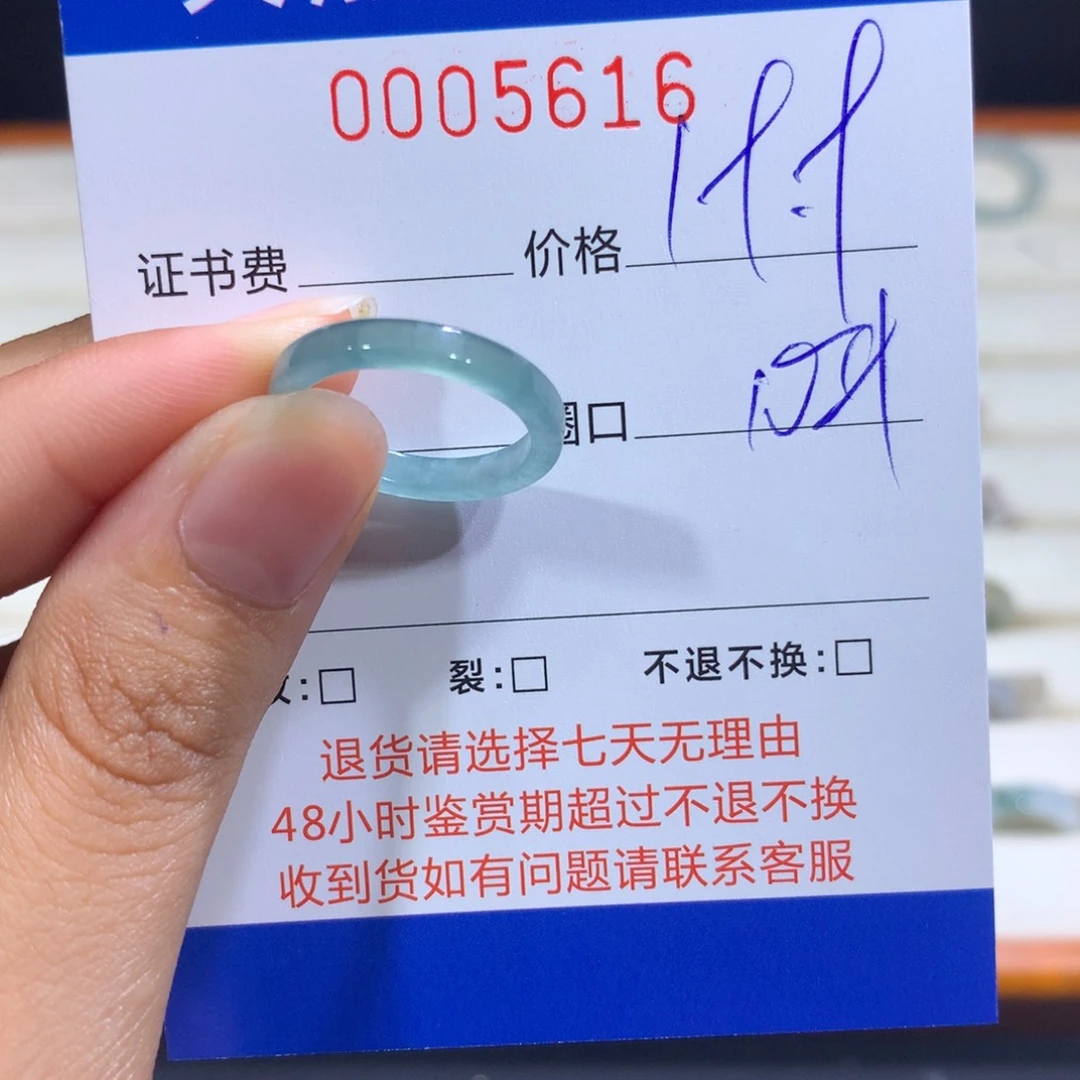 0005616
证书费 价格
圈口
裂:□ 不退不换:□
退货请选择七天无理由
48小时鉴赏期超过不退不换
收到货如有问题请联系客服